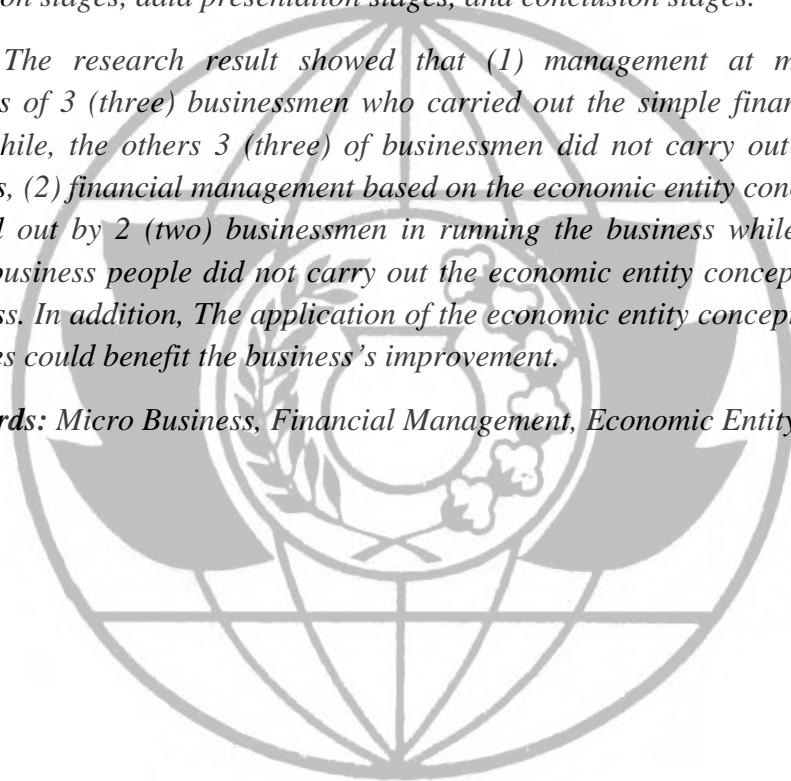 on stages, data presentation stages, and conclusion stages.
The research result showed that (1) management at m
s of 3 (three) businessmen who carried out the simple finan
hile, the others 3 (three) of businessmen did not carry out
s, (2) financial management based on the economic entity conc
l out by 2 (two) businessmen in running the business while
business people did not carry out the economic entity concep
ss. In addition, The application of the economic entity concept
es could benefit the business's improvement.
rds: Micro Business, Financial Management, Economic Entity